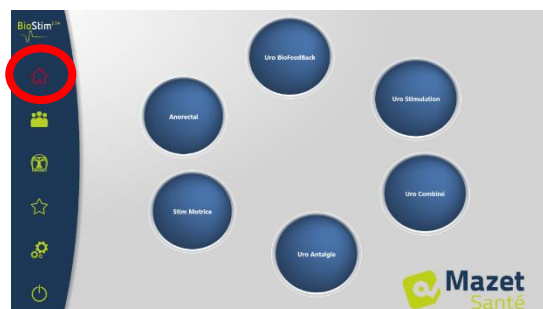 BioStim
Uro BioFeedBack
Anorectal
Uro Stimulation
Stim Motrice
Uro Combiné
Uro Antalgie
Mazet
Santé